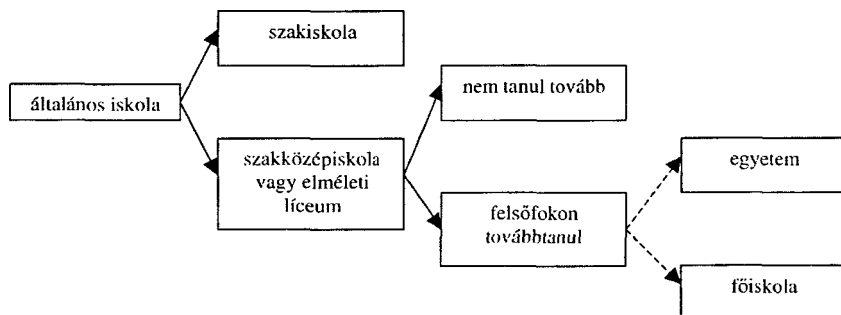 szakiskola
általános iskola
nem tanul tovább
szakközépiskola
vagy elméleti
líceum
egyetem
felsőfokon
továbbtanul
főiskola